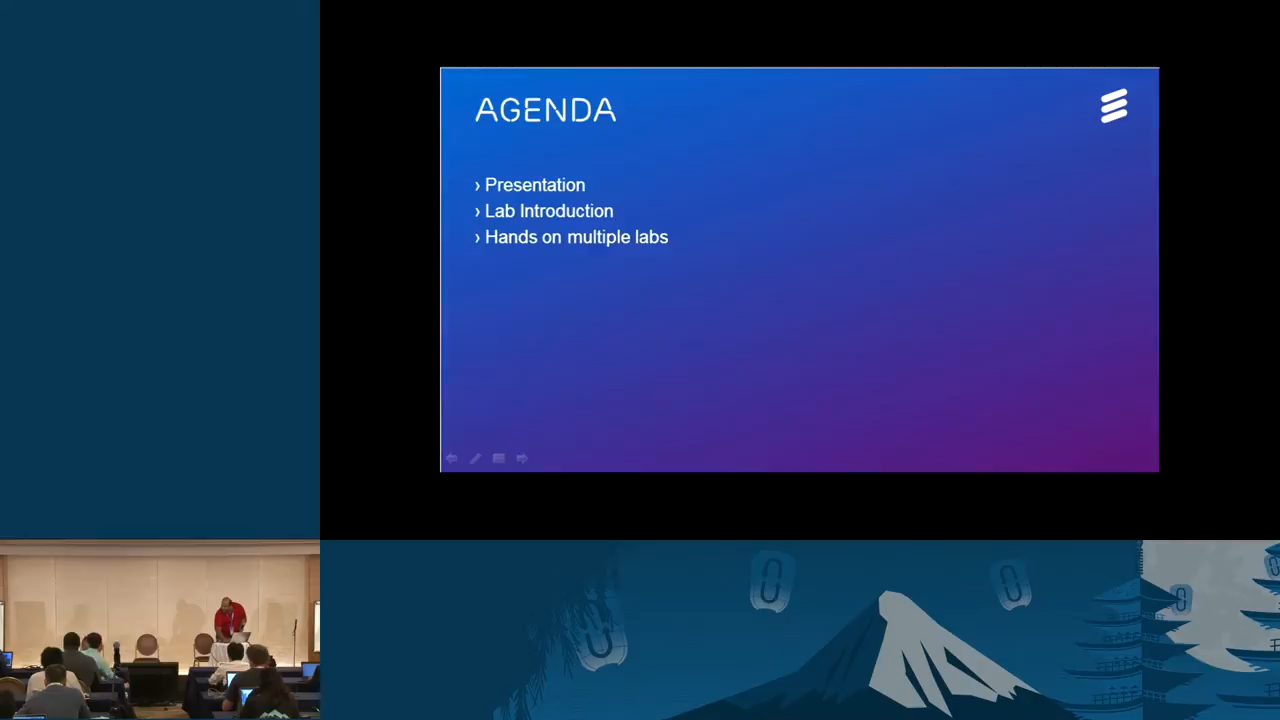 AGENDA
› Presentation
› Lab Introduction
› Hands on multiple labs